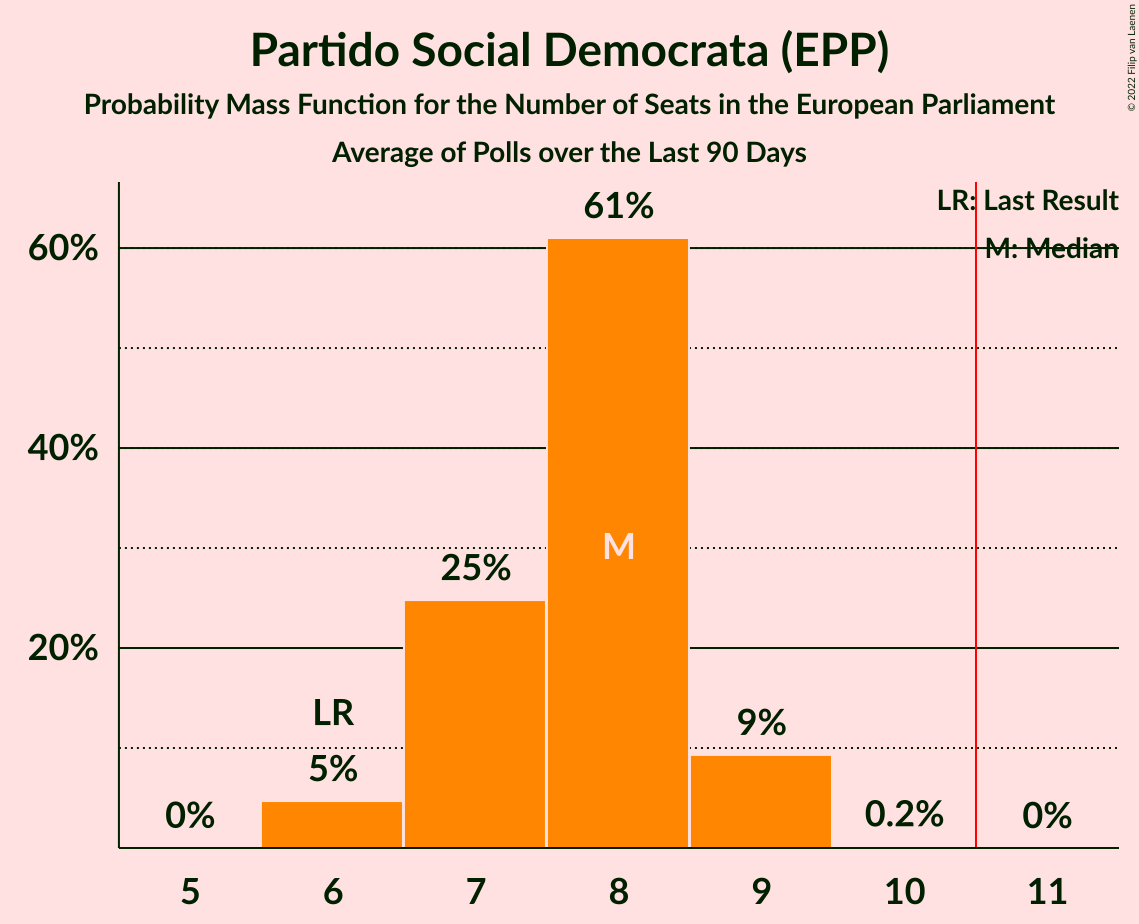 Partido Social Democrata (EPP)
Probability Mass Function for the Number of Seats in the European Parliament
Average of Polls over the Last 90 Days
© 2022 Filip van Laenen
LR: Last Result
M: Median
60%
40%
20%
61%
M
25%
LR
5%
9%
0%
0.2%
0%
5 6 7 8 9 10 11